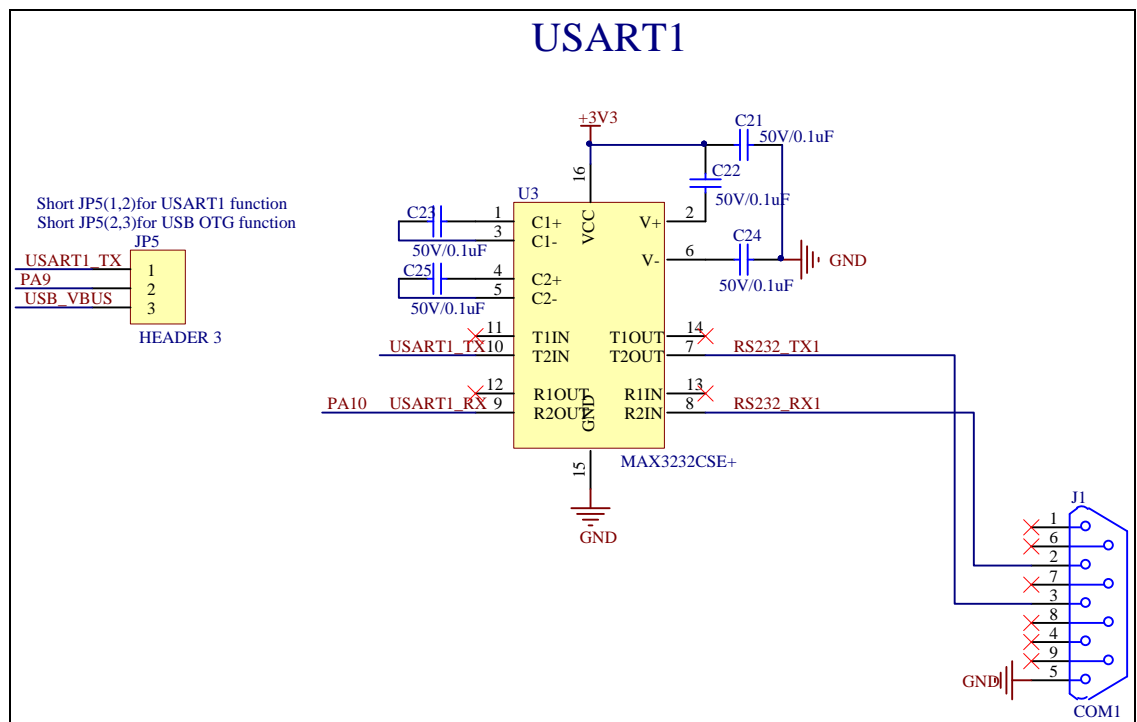 USART1
+3V3
C21
50V/0.1uF
C22
50V/0.1uF
16
U3
VCC
Short JP5(1,2)for USART1 function
Short JP5(2,3)for USB OTG function
JP5
USART1_TX 1
PA9 2
USB_VBUS 3
HEADER 3
C23
50V/0.1uF
1 C1+
3 C1-
V+ 2
C24
50V/0.1uF
V- 6
GND
C25
50V/0.1uF
4 C2+
5 C2-
11 T1IN
T1OUT 14
USART1_TX 10 T2IN
T2OUT 7 RS232_TX1
12 R1OUT
R1IN 13
PA10 USART1_RX 9 R2OUT
GND
R2IN 8 RS232_RX1
MAX3232CSE+
15
GND
J1
1
6
2
7
3
8
4
9
GND 5
COM1